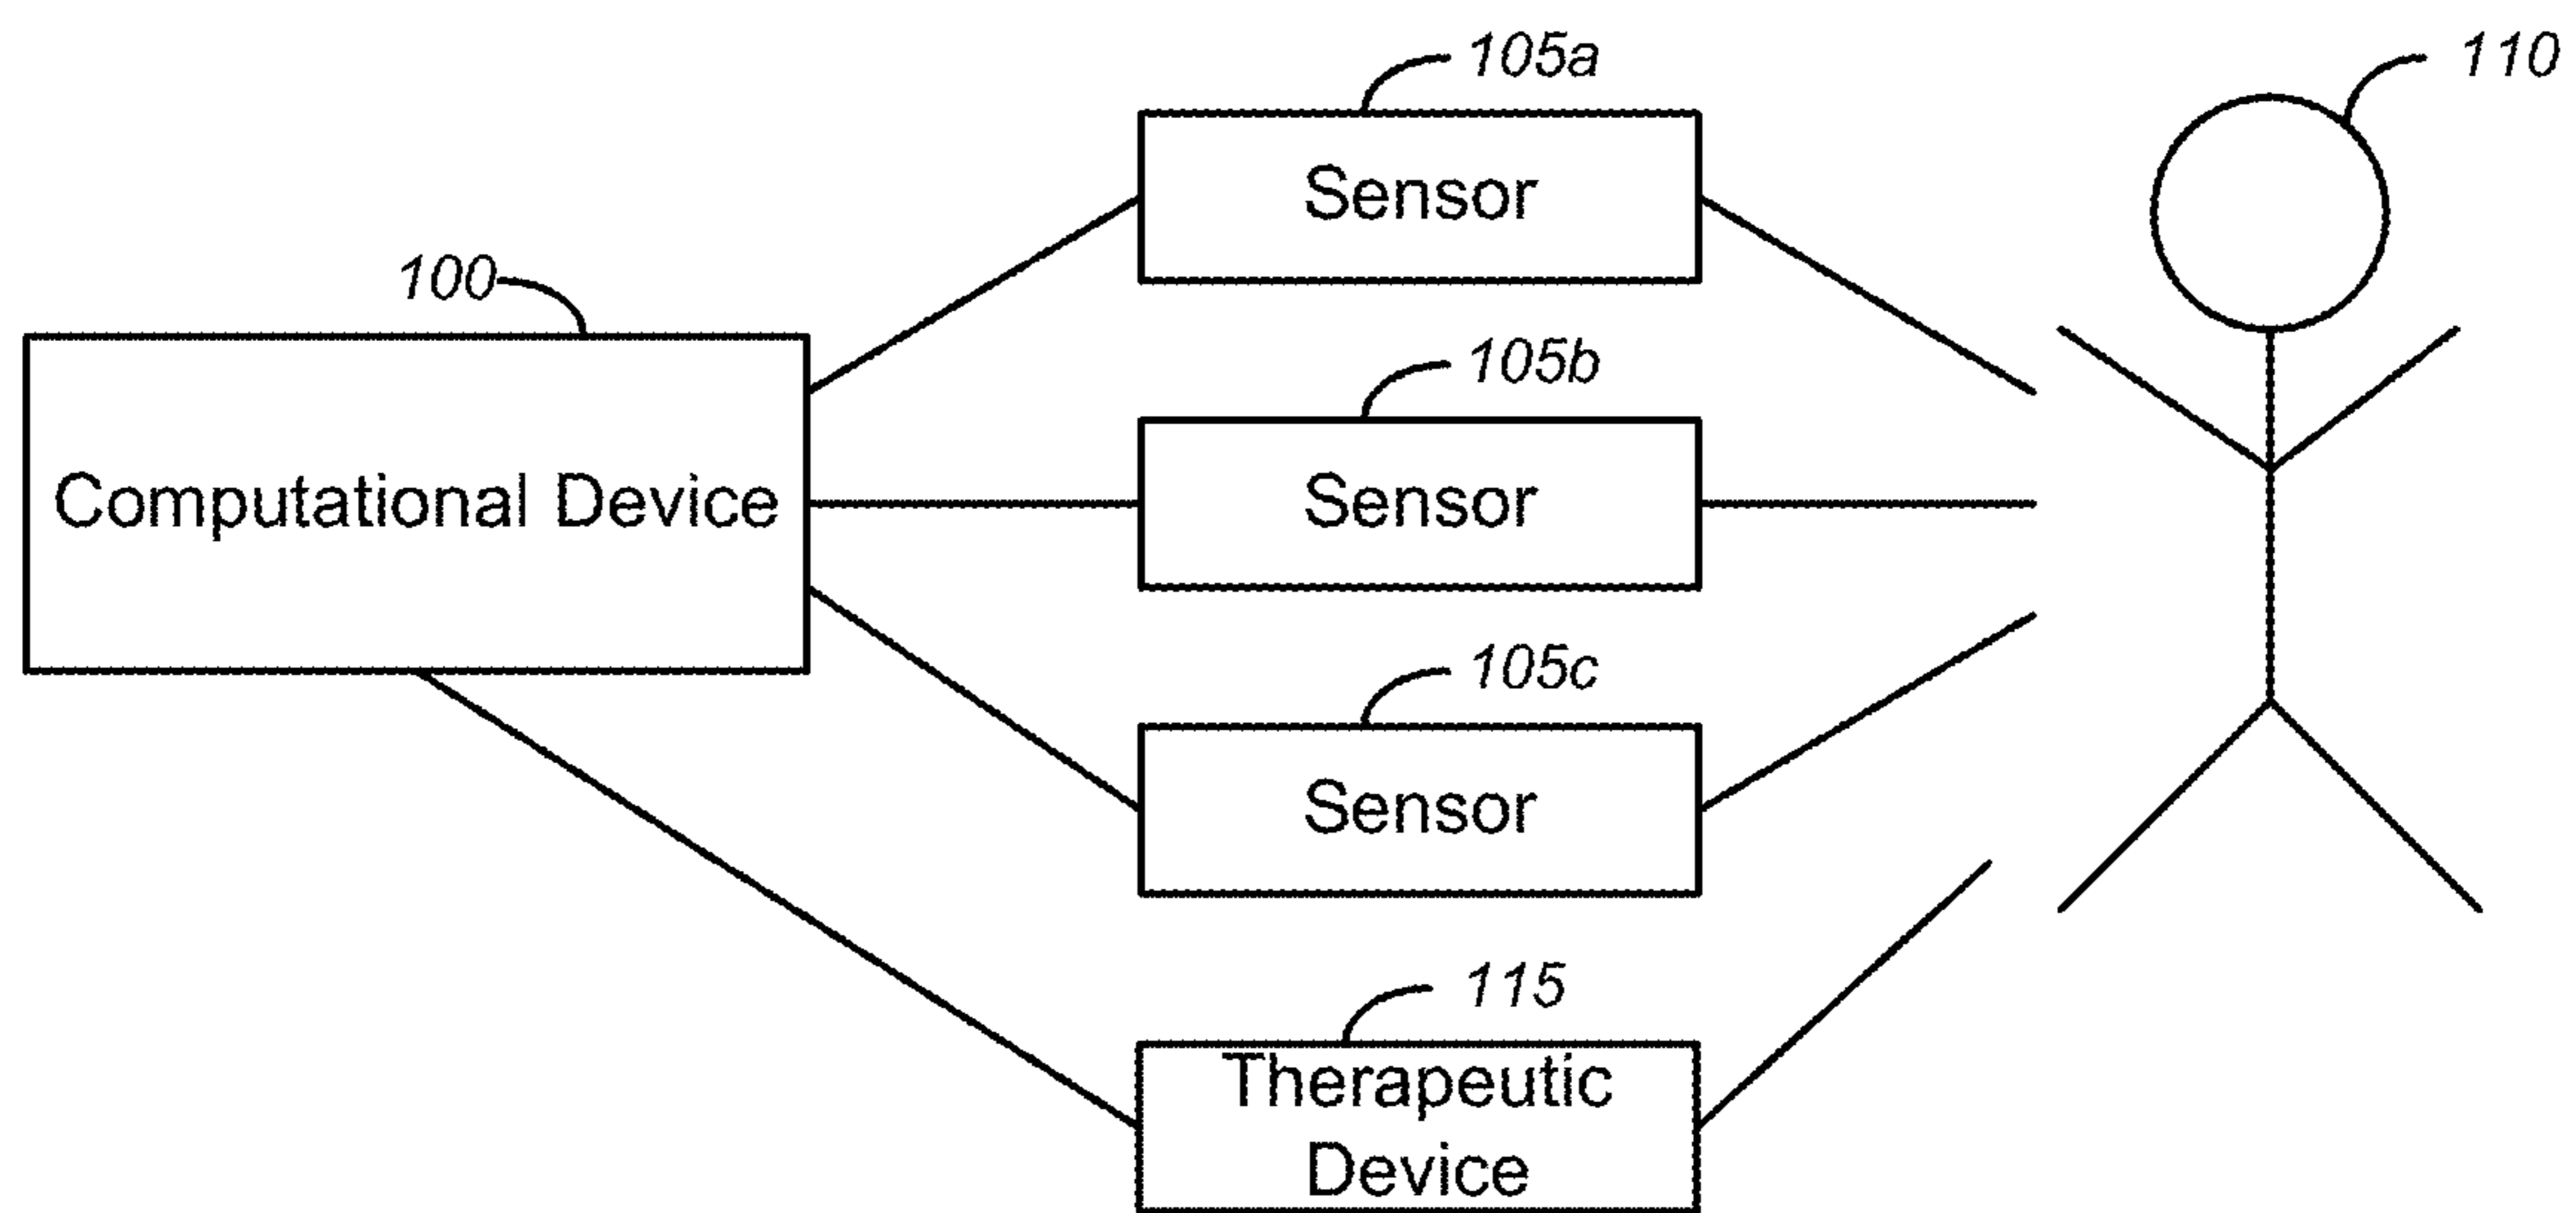 105a
110
Sensor
100
105b
Computational Device
Sensor
105c
Sensor
115
Therapeutic
Device